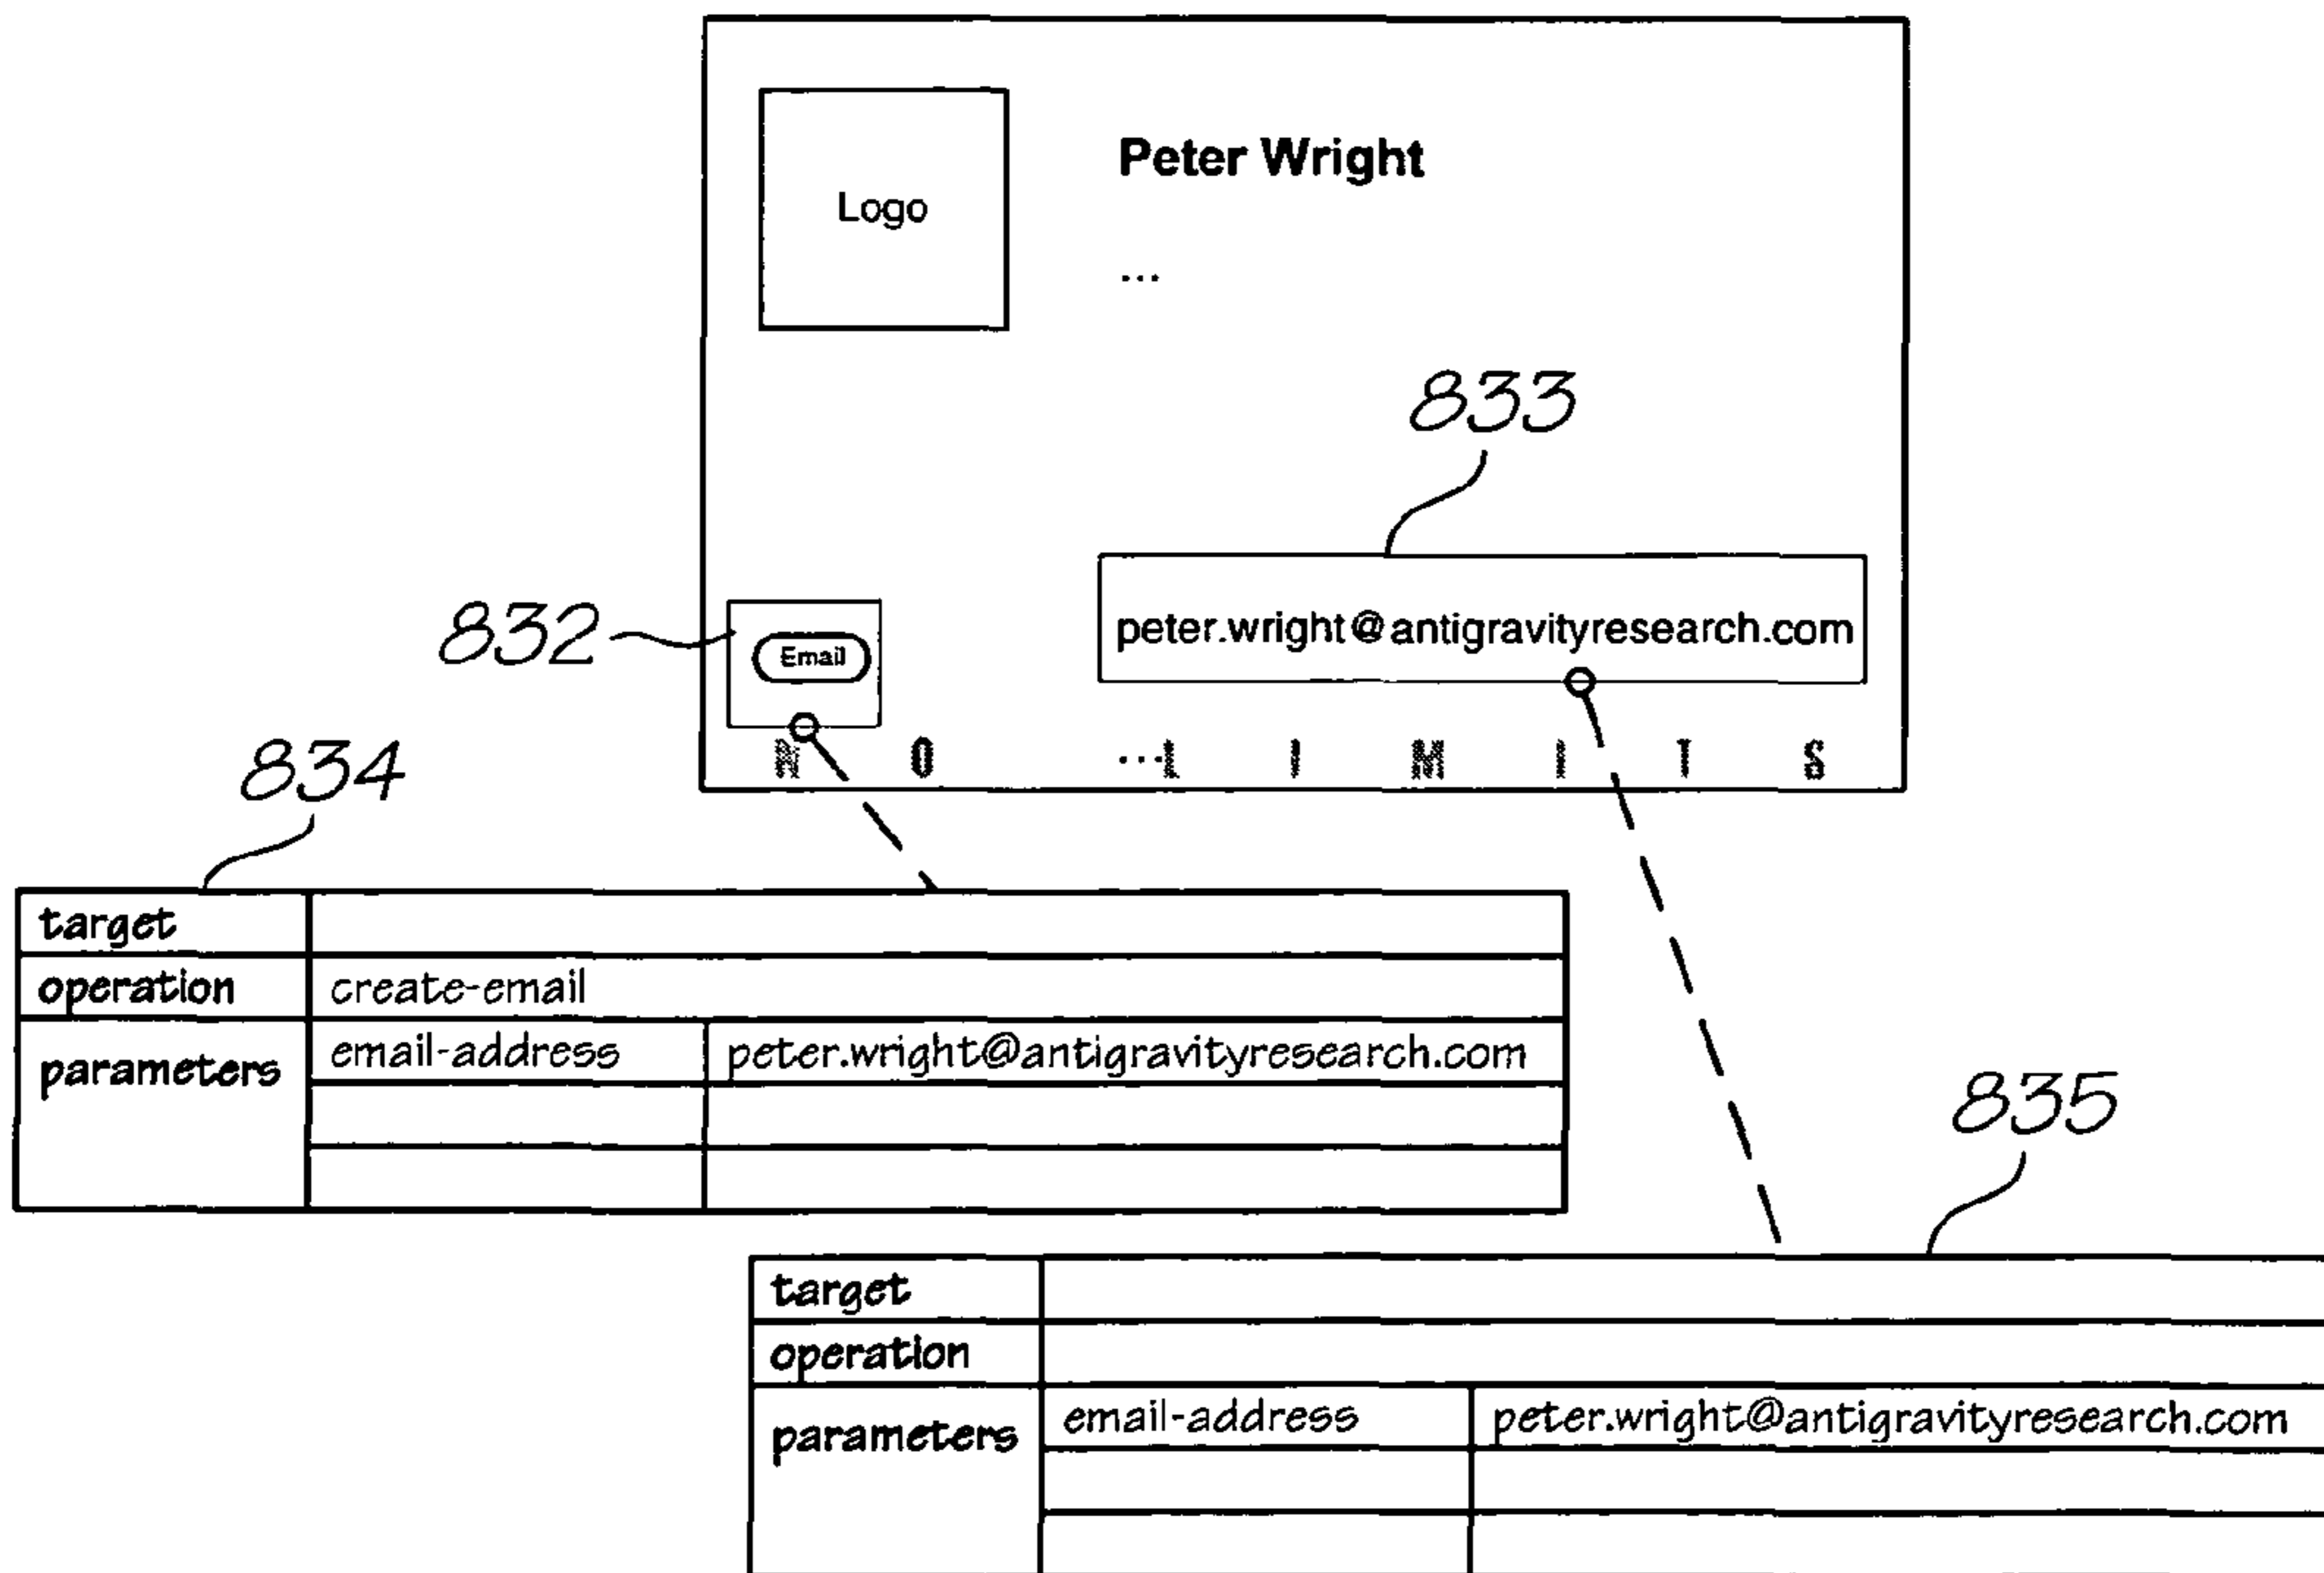 Peter Wright
Logo
...
833
peter.wright@antigravityresearch.com
832
Email
N O ...L I M I T S
834
target
operation create-email
parameters email-address peter.wright@antigravityresearch.com
835
target
operation
parameters email-address peter.wright@antigravityresearch.com